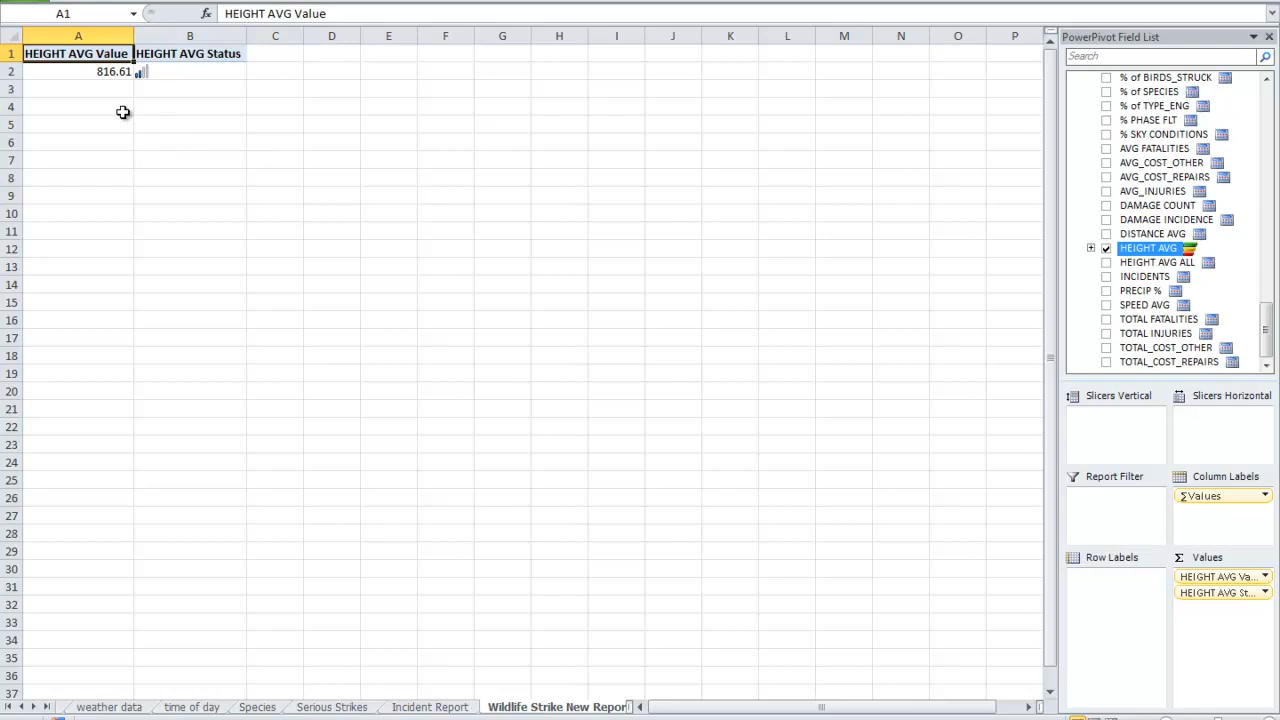 A1
fx
HEIGHT AVG Value
A B C D E F G H I J K L M N O P
1 HEIGHT AVG Value HEIGHT AVG Status
2 816.61
3
4
5
6
7
8
9
10
11
12
13
14
15
16
17
18
19
20
21
22
23
24
25
26
27
28
29
30
31
32
33
34
35
36
37
weather data time of day Species Serious Strikes Incident Report Wildlife Strike New Repor
PowerPivot Field List
Search
% of BIRDS_STRUCK
% of SPECIES
% of TYPE_ENG
% PHASE FLT
% SKY CONDITIONS
AVG FATALITIES
AVG_COST_OTHER
AVG_COST_REPAIRS
AVG_INJURIES
DAMAGE COUNT
DAMAGE INCIDENCE
DISTANCE AVG
HEIGHT AVG
HEIGHT AVG ALL
INCIDENTS
PRECIP %
SPEED AVG
TOTAL FATALITIES
TOTAL INJURIES
TOTAL_COST_OTHER
TOTAL_COST_REPAIRS
Slicers Vertical
Slicers Horizontal
Report Filter
Column Labels
Σ Values
Row Labels
Σ Values
HEIGHT AVG Va...
HEIGHT AVG St...